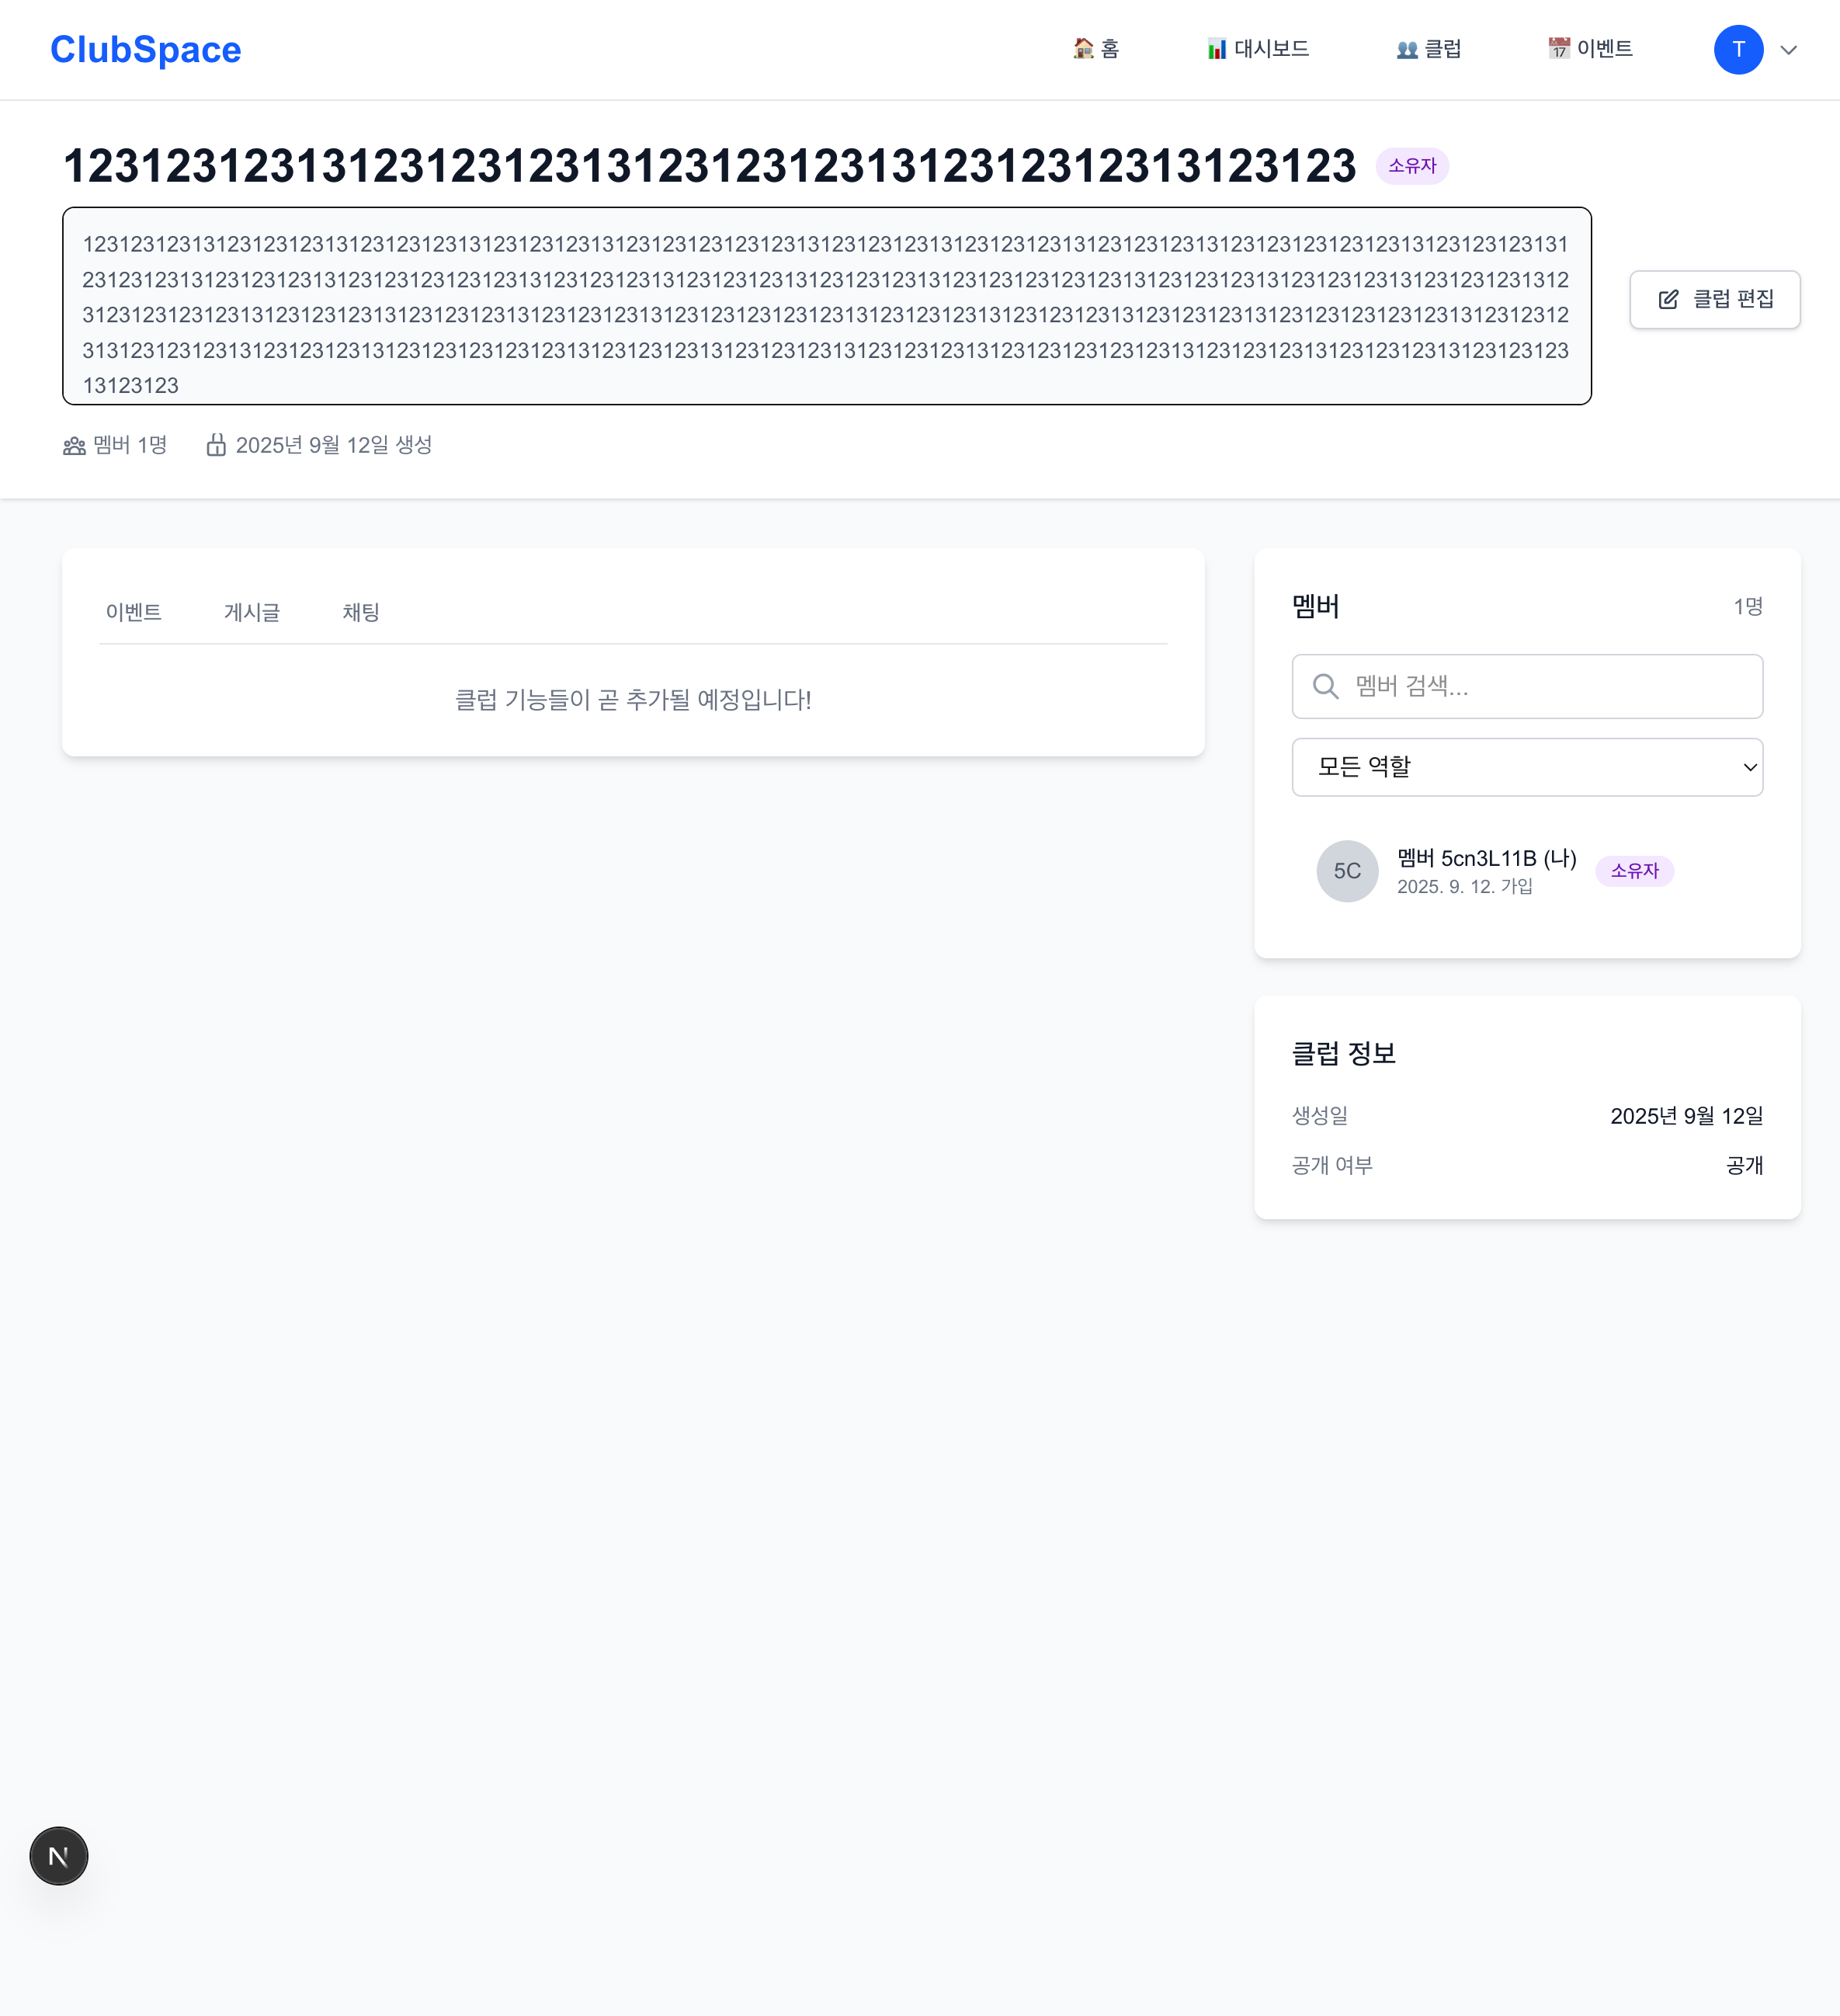 ClubSpace
🏠 홈
📊 대시보드
👥 클럽
📅 이벤트
T
12312312313123123123131231231231312312312313123123
소유자
123123123131231231231312312312313123123123131231231231231231312312312313123123123131231231231312312312312312313123123123131
231231231312312312313123123123123123131231231231312312312313123123123131231231231231231312312312313123123123131231231231312
312312312312313123123123131231231231312312312313123123123123123131231231231312312312313123123123131231231231231231312312312
313123123123131231231231312312312312312313123123123131231231231312312312313123123123123123131231231231312312312313123123123
13123123
클럽 편집
멤버 1명
2025년 9월 12일 생성
이벤트
게시글
채팅
클럽 기능들이 곧 추가될 예정입니다!
멤버
1명
멤버 검색...
모든 역할
5C
멤버 5cn3L11B (나)
2025. 9. 12. 가입
소유자
클럽 정보
생성일
2025년 9월 12일
공개 여부
공개
N